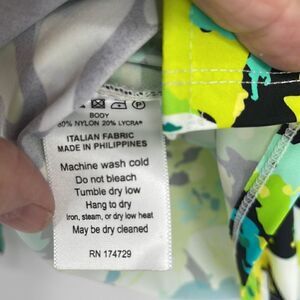 BODY
80% NYLON 20% LYCRA®
ITALIAN FABRIC
MADE IN PHILIPPINES
Machine wash cold
Do not bleach
Tumble dry low
Hang to dry
Iron, steam, or dry low heat
May be dry cleaned
RN 174729